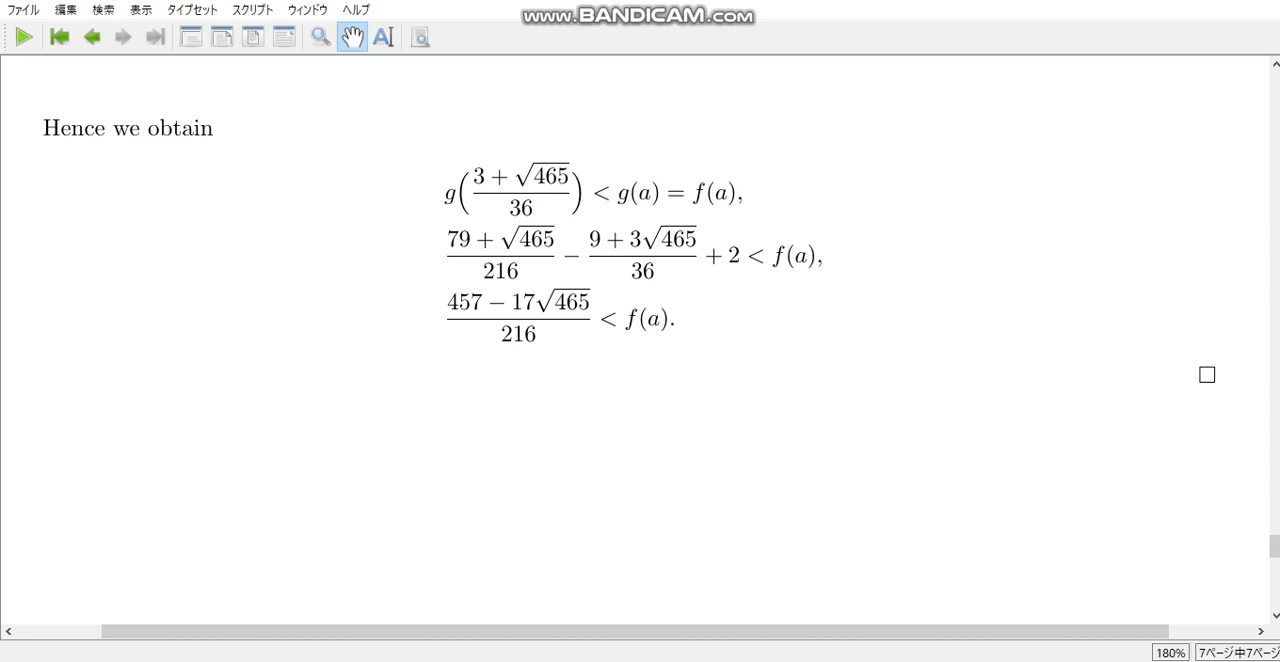 ファイル 編集 検索 表示 タイプセット スクリプト ウィンドウ ヘルプ
www.BANDICAM.com
Hence we obtain
g((3 + √465)/36) < g(a) = f(a),
(79 + √465)/216 − (9 + 3√465)/36 + 2 < f(a),
(457 − 17√465)/216 < f(a).
□
180% 7ページ中7ページ